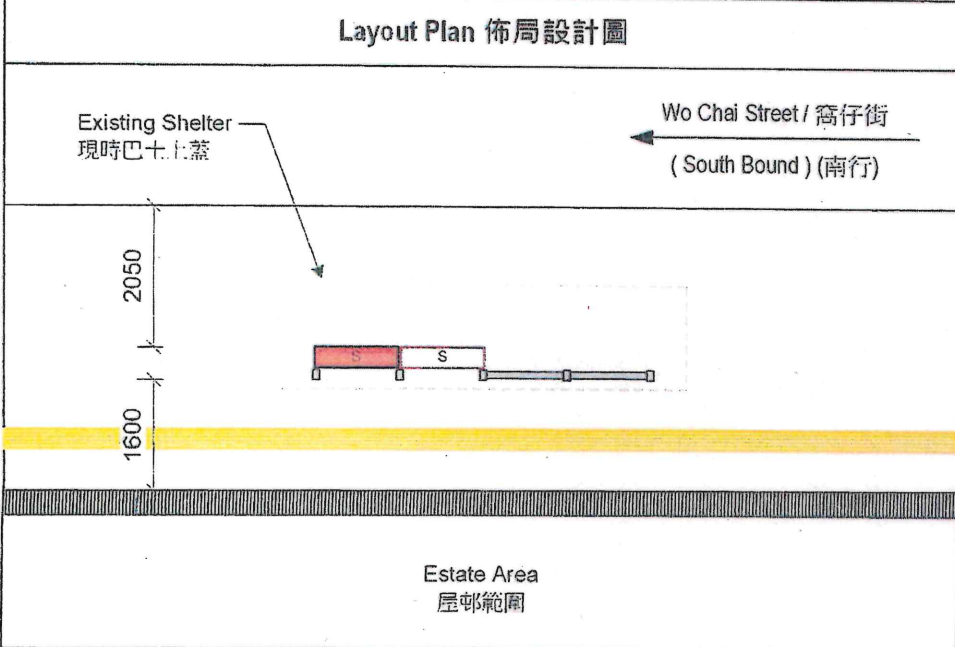 Layout Plan 佈局設計圖
Existing Shelter
現時巴士上蓋
Wo Chai Street / 窩仔街
( South Bound ) (南行)
2050
S
S
1600
Estate Area
屋邨範圍